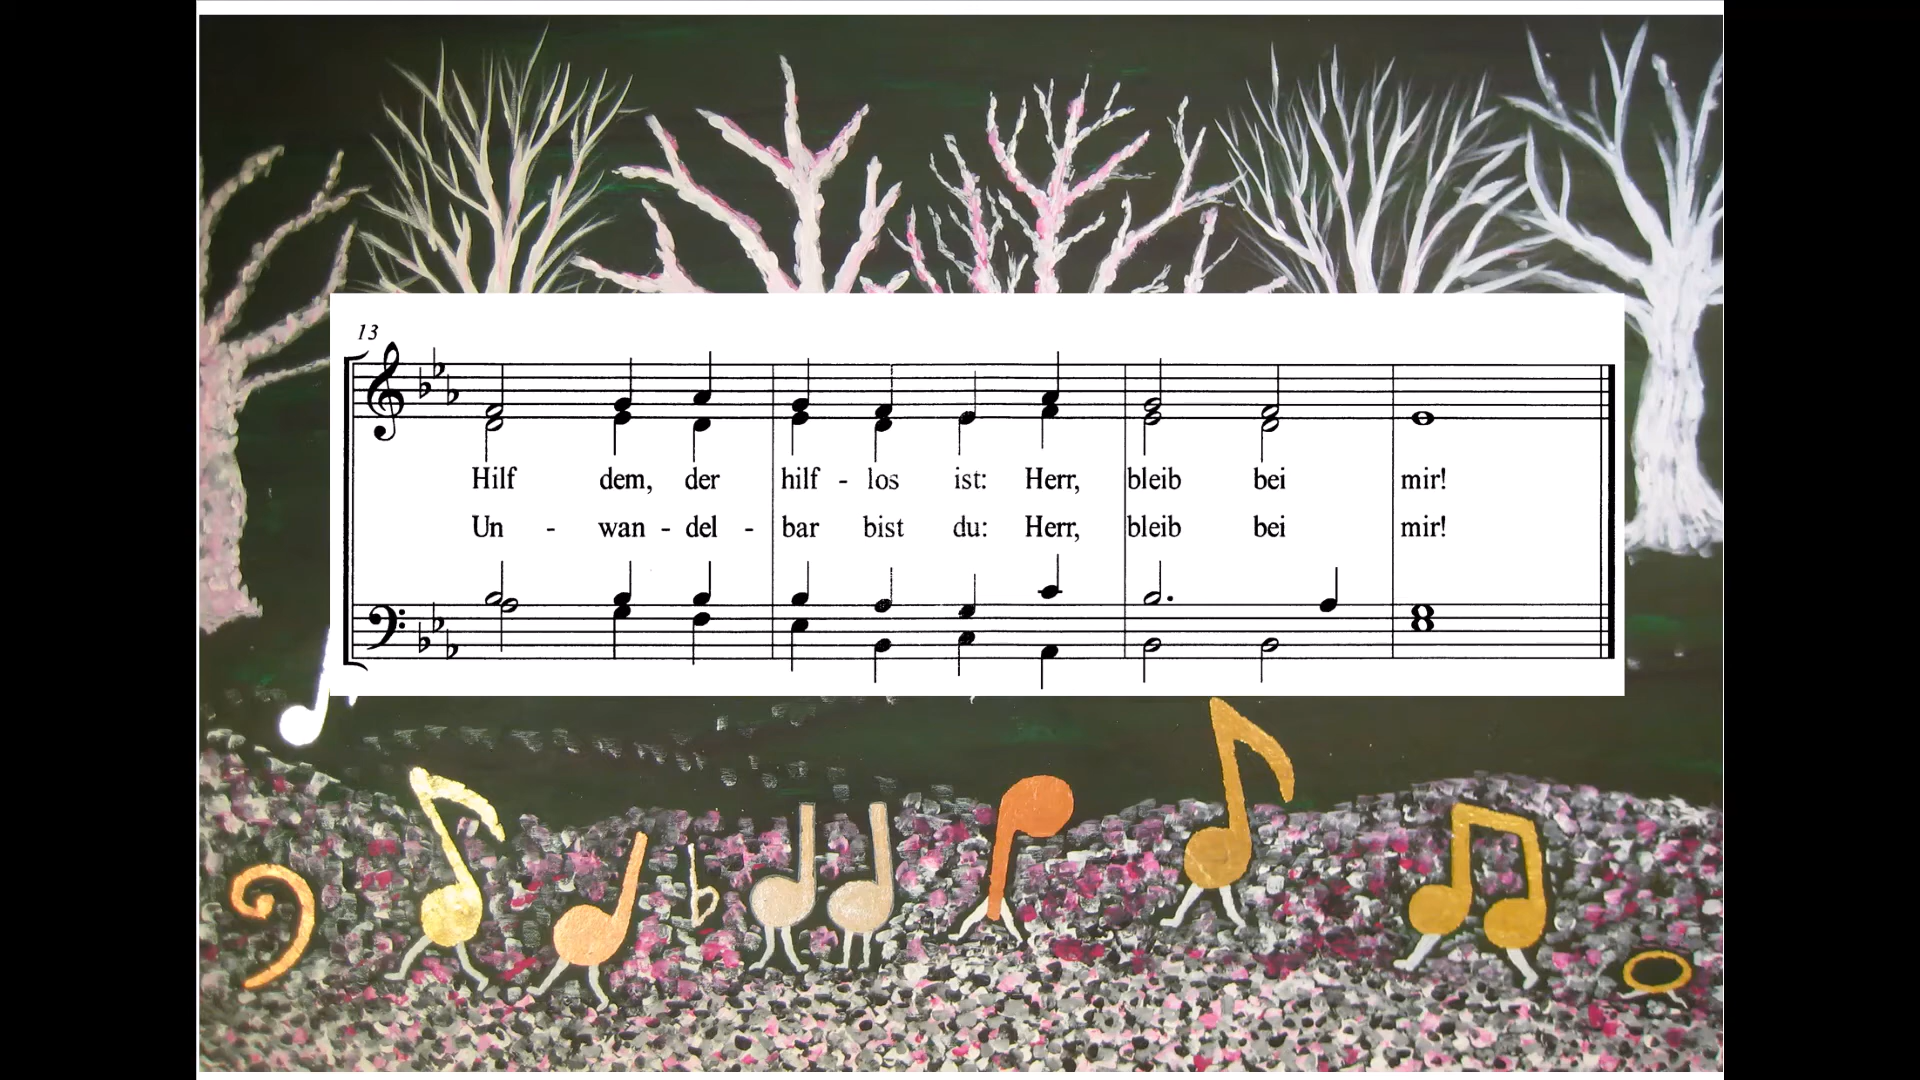 13
Hilf dem, der hilf - los ist: Herr, bleib bei mir!
Un - wan - del - bar bist du: Herr, bleib bei mir!